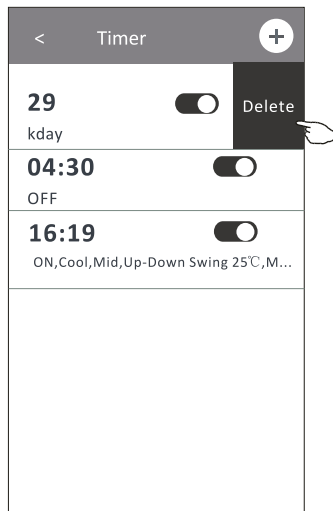 < Timer +
29 Delete
kday
04:30
OFF
16:19
ON,Cool,Mid,Up-Down Swing 25℃,M...